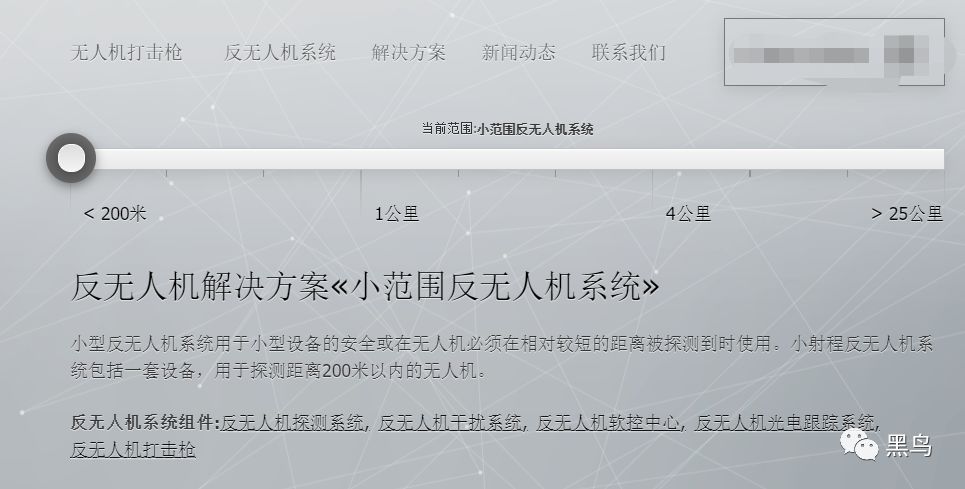 无人机打击枪 反无人机系统 解决方案 新闻动态 联系我们
当前范围:小范围反无人机系统
< 200米 1公里 4公里 > 25公里
反无人机解决方案«小范围反无人机系统»
小型反无人机系统用于小型设备的安全或在无人机必须在相对较短的距离被探测到时使用。小射程反无人机系
统包括一套设备，用于探测距离200米以内的无人机。
反无人机系统组件:反无人机探测系统, 反无人机干扰系统, 反无人机软控中心, 反无人机光电跟踪系统,
反无人机打击枪
黑鸟